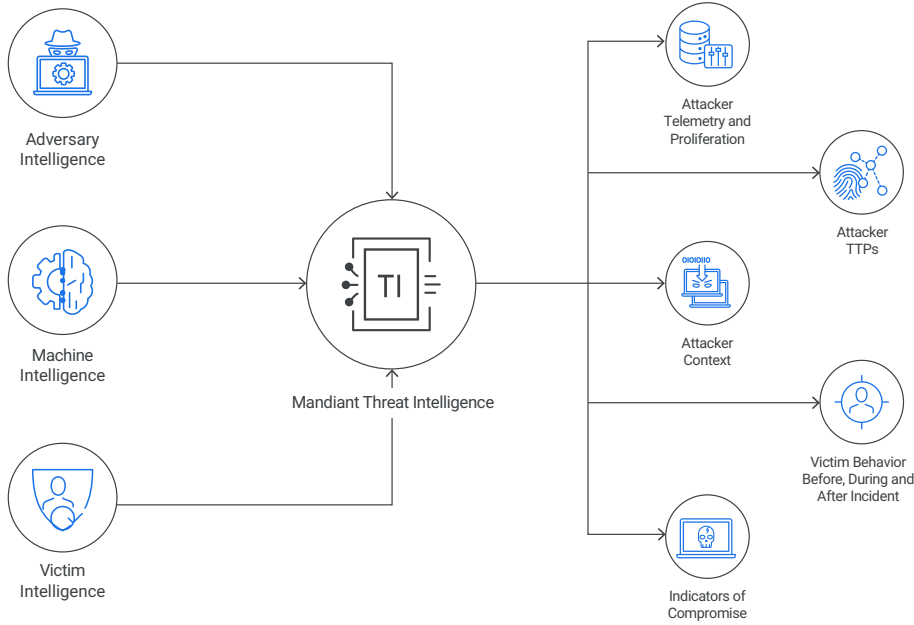 Adversary
Intelligence
Machine
Intelligence
Victim
Intelligence
TI
Mandiant Threat Intelligence
Attacker
Telemetry and
Proliferation
Attacker
TTPs
01010110
Attacker
Context
Victim Behavior
Before, During and
After Incident
Indicators of
Compromise